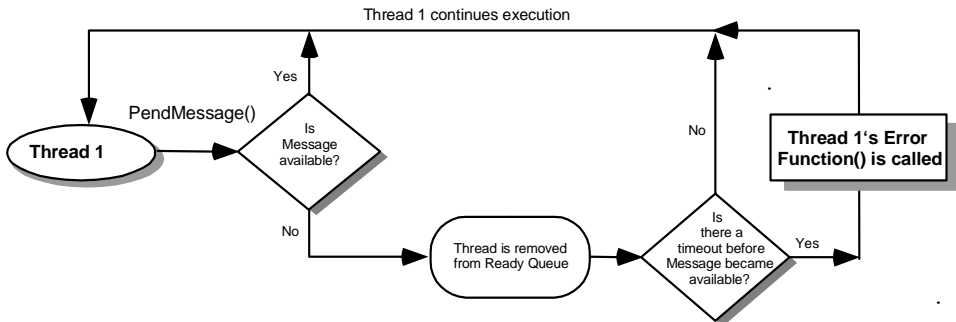 Thread 1 continues execution
Yes
PendMessage()
Thread 1
Is
Message
available?
No
Thread is removed
from Ready Queue
No
Is
there a
timeout before
Message became
available?
Yes
Thread 1‘s Error
Function() is called